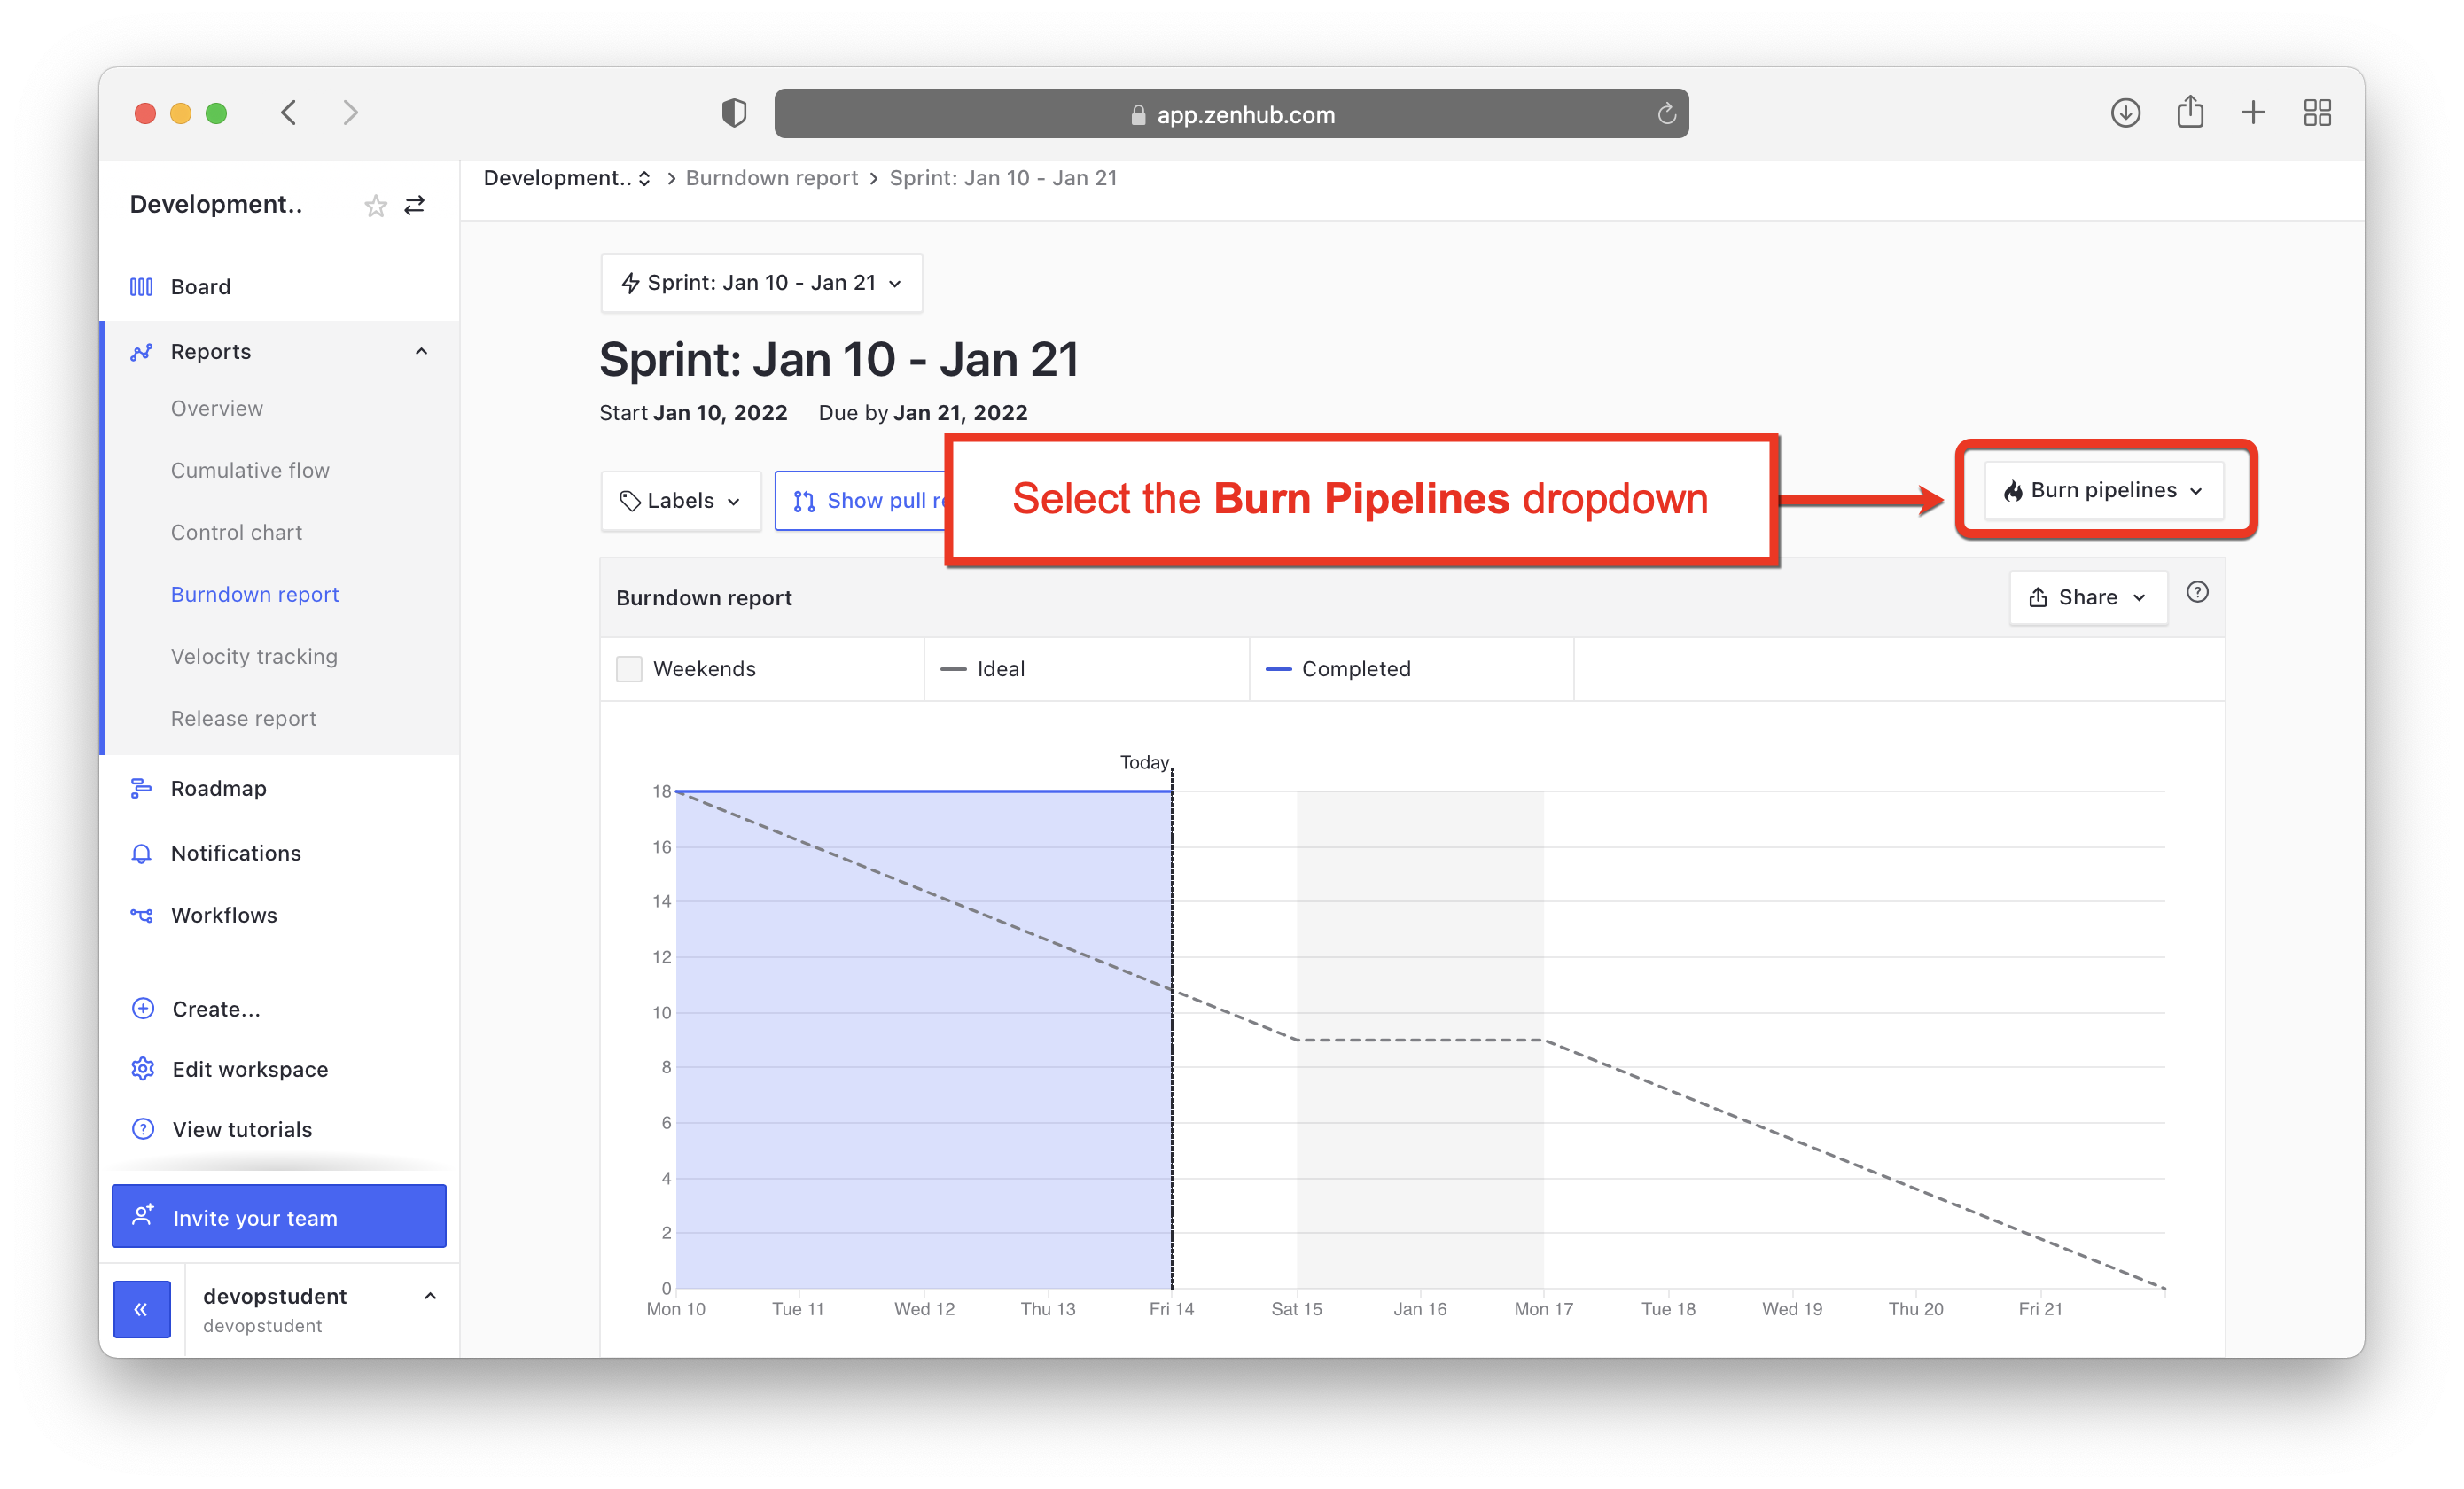 app.zenhub.com
Development.. > Burndown report > Sprint: Jan 10 - Jan 21
Development..
Board
Reports
Overview
Cumulative flow
Control chart
Burndown report
Velocity tracking
Release report
Roadmap
Notifications
Workflows
Create...
Edit workspace
View tutorials
Invite your team
«
devopstudent
devopstudent
Sprint: Jan 10 - Jan 21
Sprint: Jan 10 - Jan 21
Start Jan 10, 2022 Due by Jan 21, 2022
Labels
Show pull re
Select the Burn Pipelines dropdown
Burn pipelines
Burndown report
Share
?
Weekends
Ideal
Completed
Today
18
16
14
12
10
8
6
4
2
0
Mon 10 Tue 11 Wed 12 Thu 13 Fri 14 Sat 15 Jan 16 Mon 17 Tue 18 Wed 19 Thu 20 Fri 21